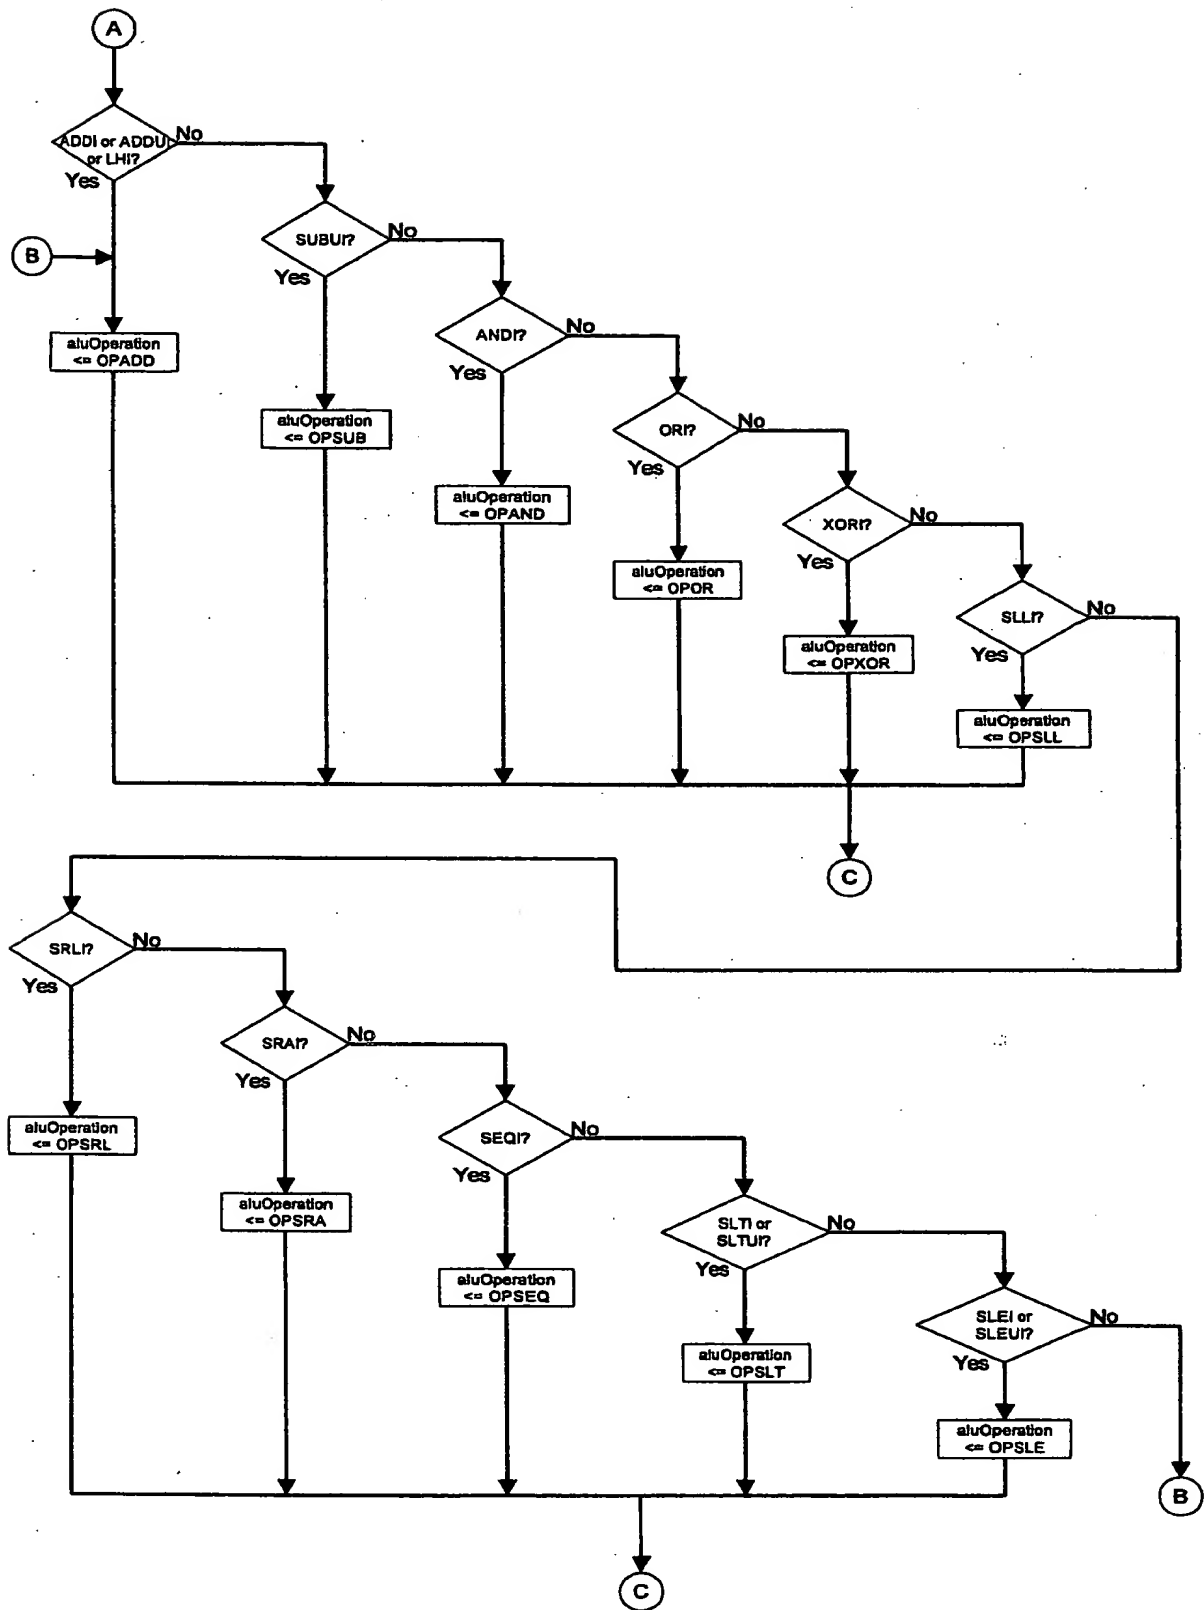 A
ADDI or ADDUI
or LHI?
No
Yes
B
SUBUI?
No
Yes
aluOperation
<= OPADD
ANDI?
No
Yes
aluOperation
<= OPSUB
ORI?
No
Yes
aluOperation
<= OPAND
XORI?
No
Yes
aluOperation
<= OPOR
SLLI?
No
Yes
aluOperation
<= OPXOR
aluOperation
<= OPSLL
C
SRLI?
No
Yes
SRAI?
No
Yes
aluOperation
<= OPSRL
SEQI?
No
Yes
aluOperation
<= OPSRA
SLTI or
SLTUI?
No
Yes
aluOperation
<= OPSEQ
SLEI or
SLEUI?
No
Yes
aluOperation
<= OPSLT
aluOperation
<= OPSLE
B
C